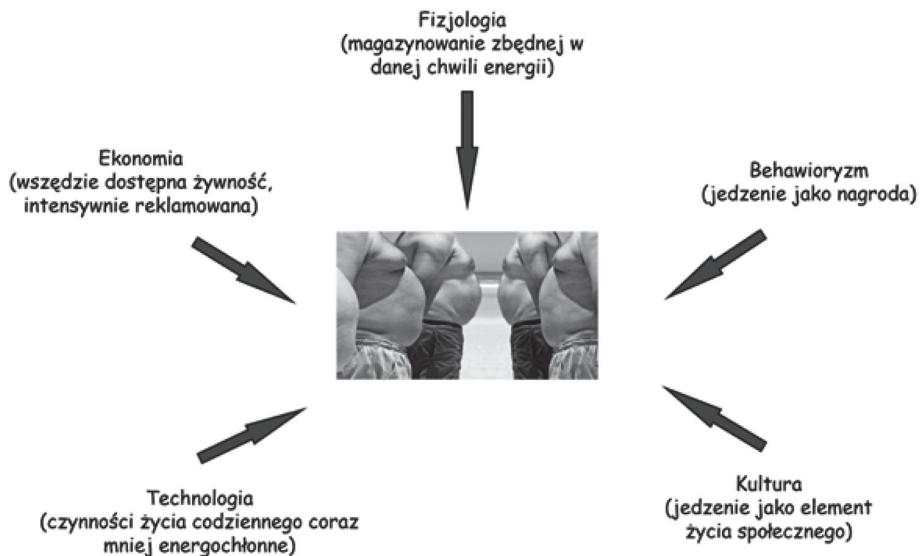 Fizjologia
(magazynowanie zbędnej w
danej chwili energii)
Ekonomia
(wszędzie dostępna żywność,
intensywnie reklamowana)
Behawioryzm
(jedzenie jako nagroda)
Technologia
(czynności życia codziennego coraz
mniej energochłonne)
Kultura
(jedzenie jako element
życia społecznego)